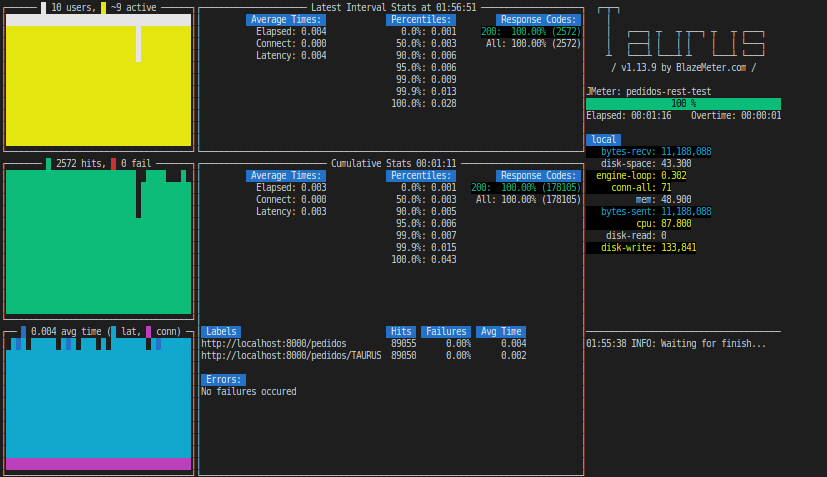 10 users, ~9 active
Latest Interval Stats at 01:56:51
Average Times: Percentiles: Response Codes:
Elapsed: 0.004 0.0%: 0.001 200: 100.00% (2572)
Connect: 0.000 50.0%: 0.003 All: 100.00% (2572)
Latency: 0.004 90.0%: 0.006
95.0%: 0.006
99.0%: 0.009
99.9%: 0.013
100.0%: 0.028
2572 hits, 0 fail
Cumulative Stats 00:01:11
Average Times: Percentiles: Response Codes:
Elapsed: 0.003 0.0%: 0.001 200: 100.00% (178105)
Connect: 0.000 50.0%: 0.003 All: 100.00% (178105)
Latency: 0.003 90.0%: 0.005
95.0%: 0.006
99.0%: 0.007
99.9%: 0.015
100.0%: 0.043
0.004 avg time ( lat, conn)
Labels Hits Failures Avg Time
http://localhost:8000/pedidos 89055 0.00% 0.004
http://localhost:8000/pedidos/TAURUS 89050 0.00% 0.002
Errors:
No failures occured
TAURUS
/ v1.13.9 by BlazeMeter.com /
JMeter: pedidos-rest-test
100 %
Elapsed: 00:01:16 Overtime: 00:00:01
local
bytes-recv: 11,188,088
disk-space: 43.300
engine-loop: 0.302
conn-all: 71
mem: 48.900
bytes-sent: 11,188,088
cpu: 87.800
disk-read: 0
disk-write: 133,841
01:55:38 INFO: Waiting for finish...